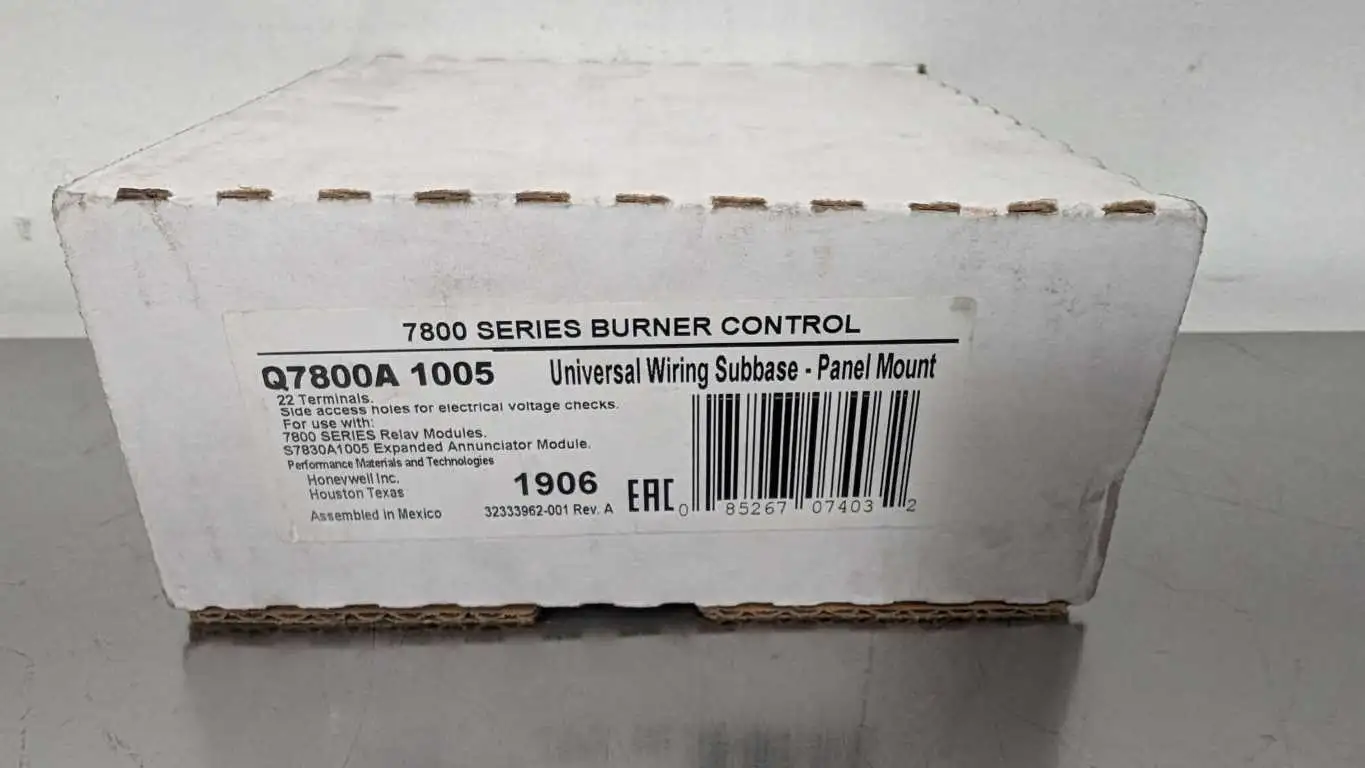 7800 SERIES BURNER CONTROL
Q7800A 1005 Universal Wiring Subbase - Panel Mount
22 Terminals.
Side access holes for electrical voltage checks.
For use with:
7800 SERIES Relay Modules.
S7830A1005 Expanded Annunciator Module.
Performance Materials and Technologies
Honeywell Inc.
Houston Texas
1906
EAC
Assembled in Mexico
32333962-001 Rev. A
0 85267 07403 2